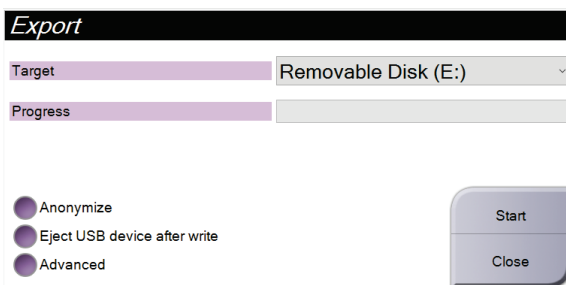 Export
Target
Removable Disk (E:)
Progress
Anonymize
Eject USB device after write
Advanced
Start
Close